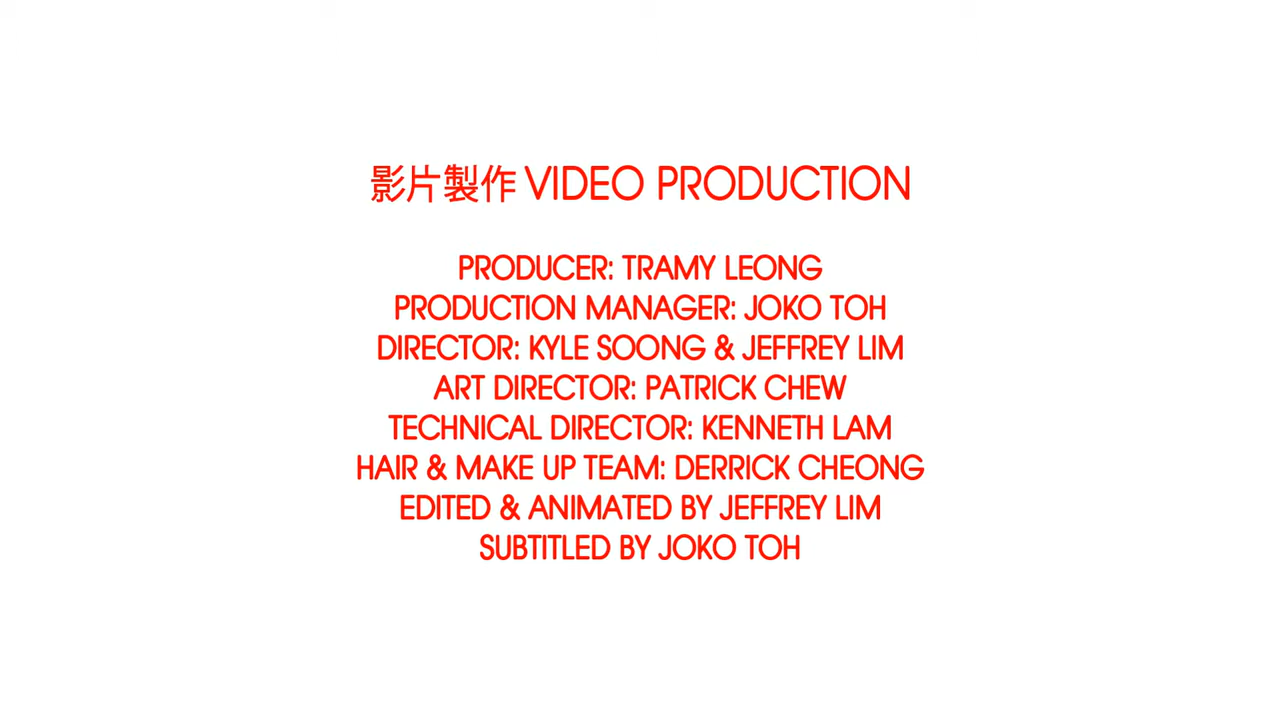 影片製作 VIDEO PRODUCTION
PRODUCER: TRAMY LEONG
PRODUCTION MANAGER: JOKO TOH
DIRECTOR: KYLE SOONG & JEFFREY LIM
ART DIRECTOR: PATRICK CHEW
TECHNICAL DIRECTOR: KENNETH LAM
HAIR & MAKE UP TEAM: DERRICK CHEONG
EDITED & ANIMATED BY JEFFREY LIM
SUBTITLED BY JOKO TOH